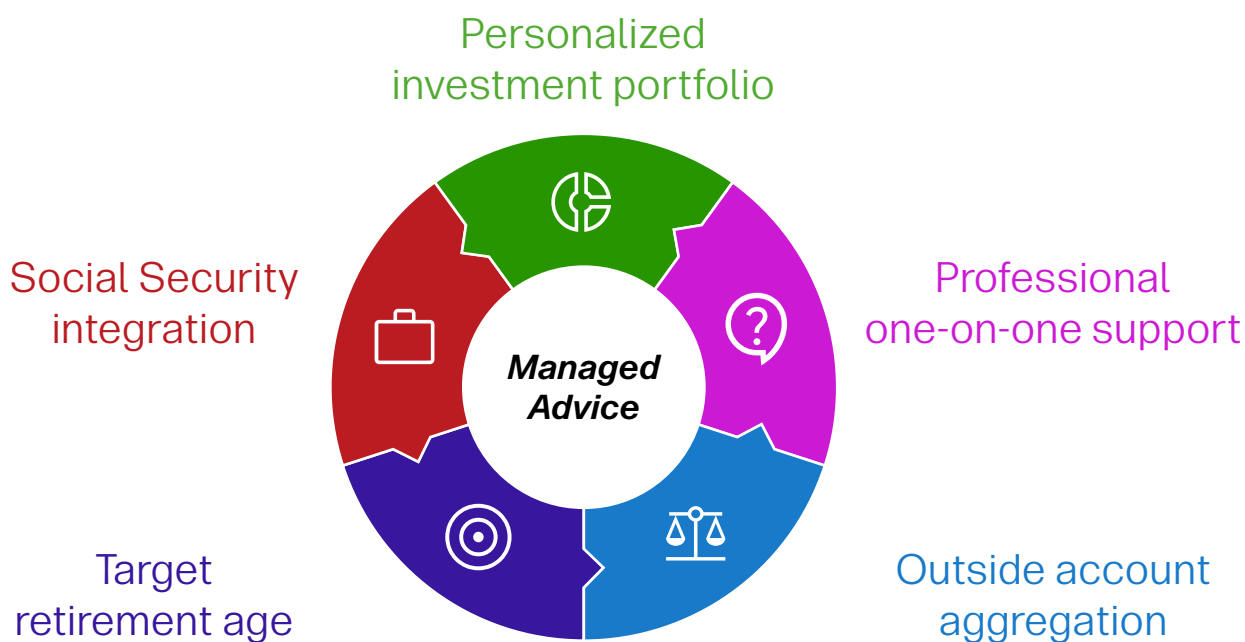 Personalized
investment portfolio
Social Security
integration
Professional
one-on-one support
Managed
Advice
Target
retirement age
Outside account
aggregation